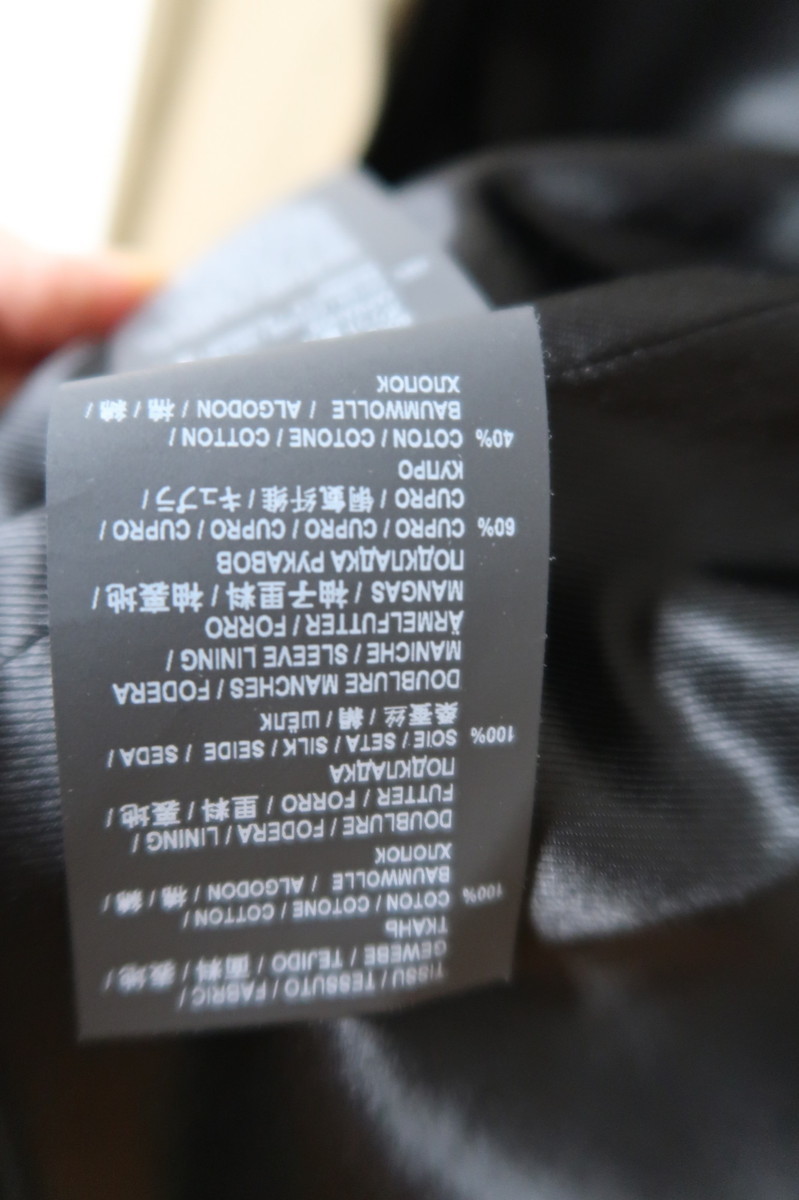 TISSU / TESSUTO / FABRIC /
GEWEBE / TEJIDO / 面料 / 表地 /
ТКАНЬ
100% COTON / COTONE / COTTON /
BAUMWOLLE / ALGODON / 棉 / 綿 /
ХЛОПОК
DOUBLURE / FODERA / LINING /
FUTTER / FORRO / 里料 / 裏地 /
ПОДКЛАДКА
100% SOIE / SETA / SILK / SEIDE / SEDA /
桑蚕丝 / 絹 / ШЁЛК
DOUBLURE MANCHES / FODERA
MANICHE / SLEEVE LINING /
ÄRMELFUTTER / FORRO
MANGAS / 袖子里料 / 袖裏地 /
ПОДКЛАДКА РУКАВОВ
60% CUPRO / CUPRO / CUPRO / CUPRO /
CUPRO / 铜氨纤维 / キュプラ /
КУПРО
40% COTON / COTONE / COTTON /
BAUMWOLLE / ALGODON / 棉 / 綿 /
ХЛОПОК